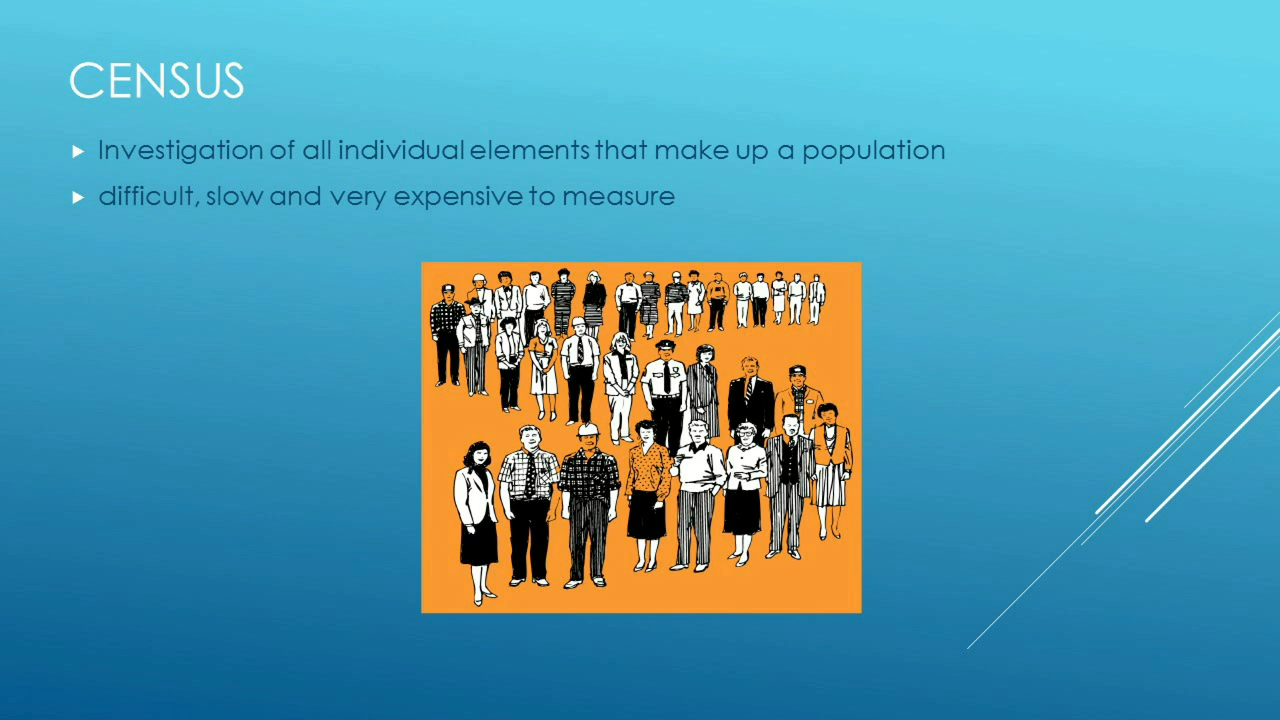 CENSUS
Investigation of all individual elements that make up a population
difficult, slow and very expensive to measure